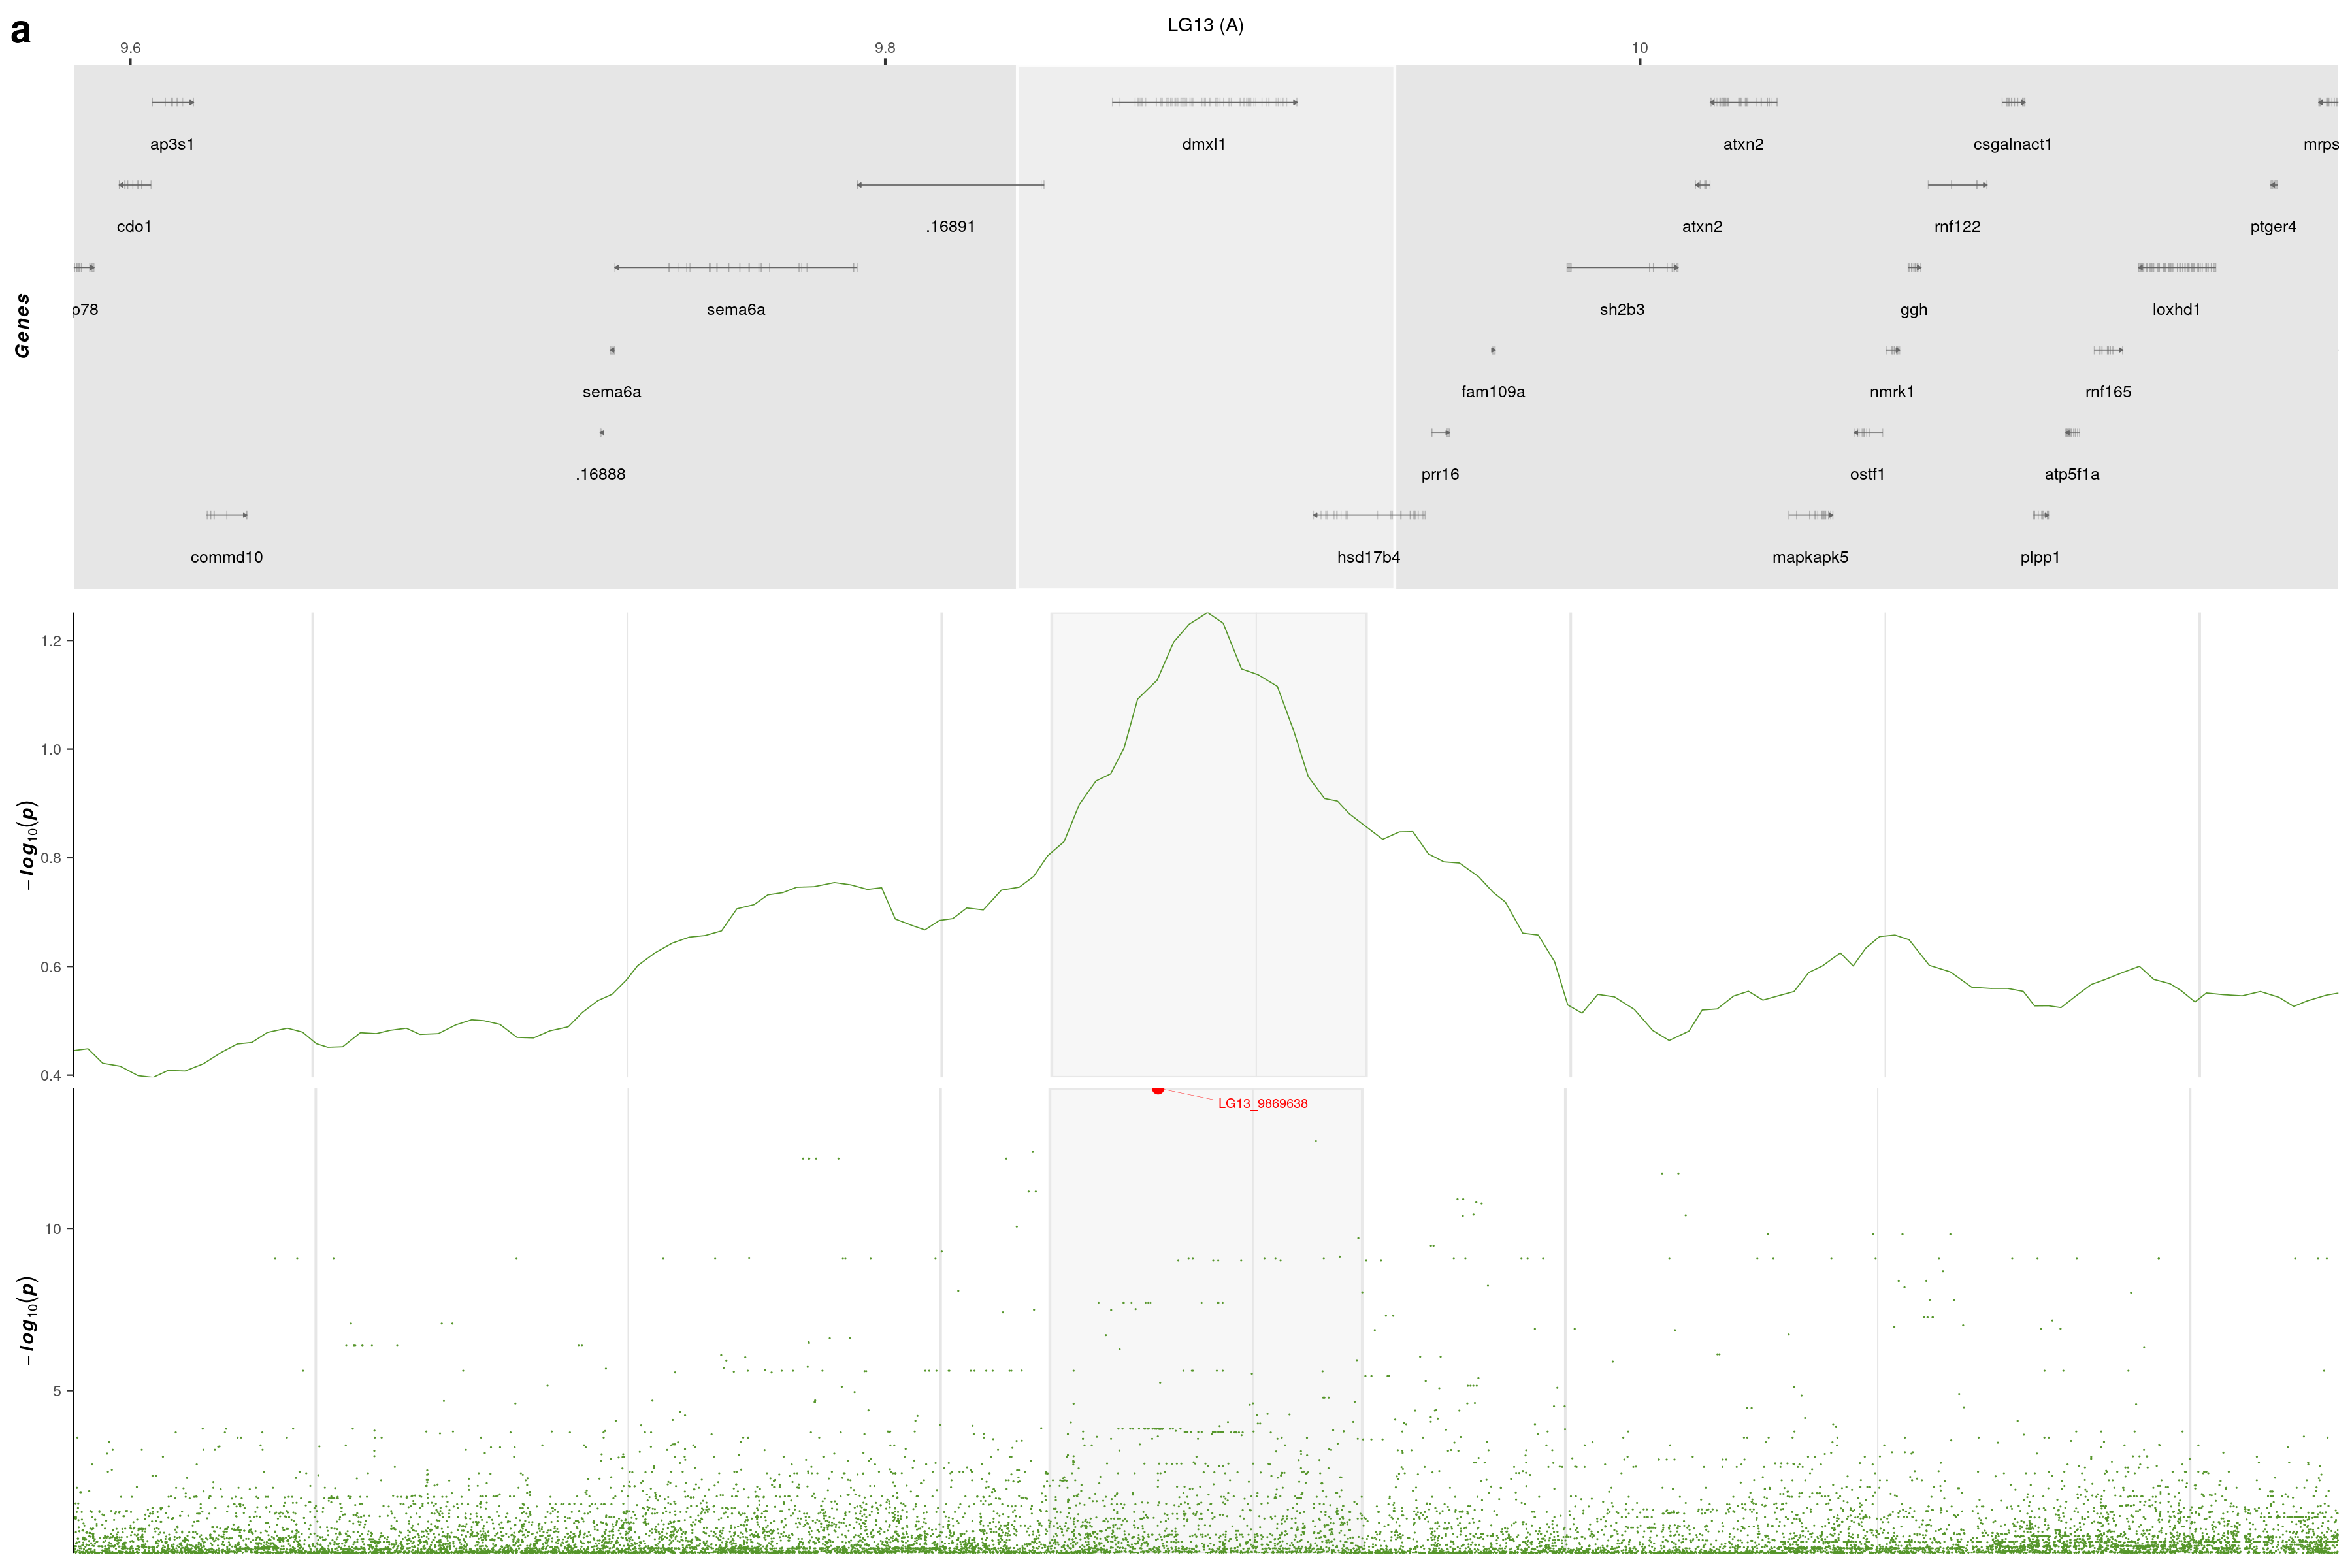 a
LG13 (A)
9.6 9.8 10
ap3s1 dmxl1 atxn2 csgalnact1 mrps
cdo1 .16891 atxn2 rnf122 ptger4
p78 sema6a sh2b3 ggh loxhd1
Genes
sema6a fam109a nmrk1 rnf165
.16888 prr16 ostf1 atp5f1a
commd10 hsd17b4 mapkapk5 plpp1
1.2
1.0
0.8
0.6
0.4
−log10(p)
LG13_9869638
10
5
−log10(p)